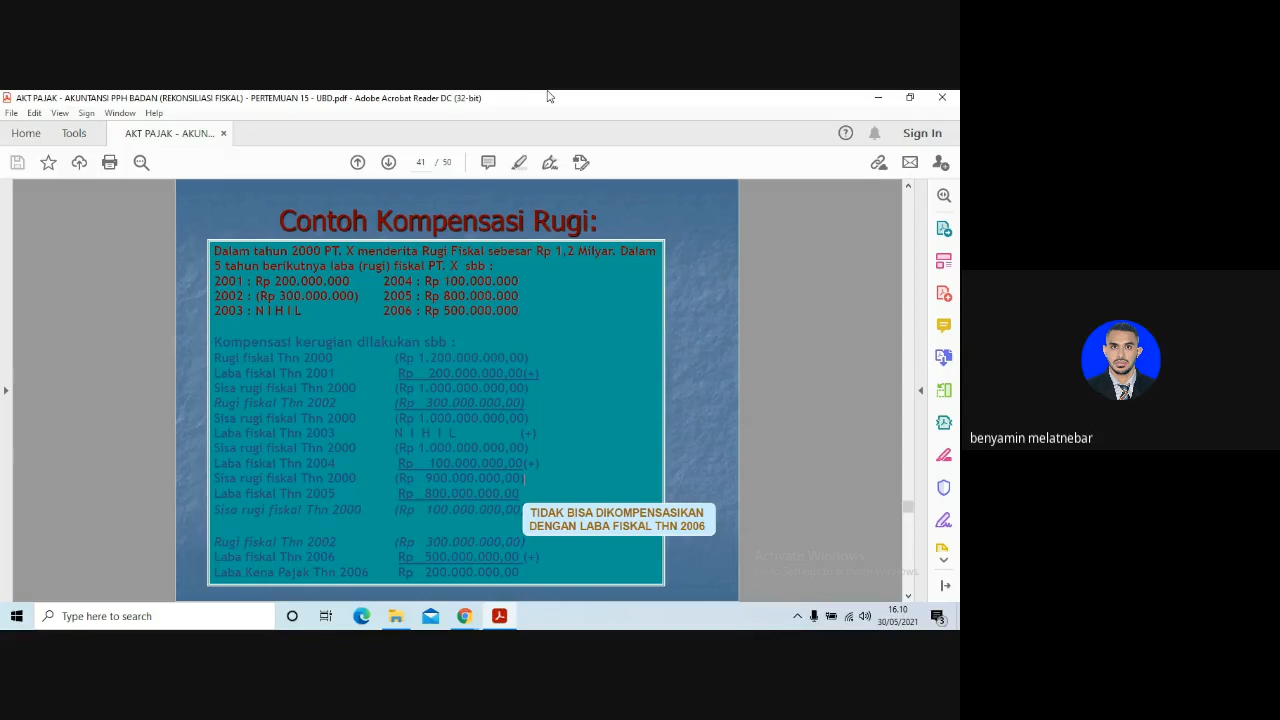 AKT PAJAK - AKUNTANSI PPH BADAN (REKONSILIASI FISKAL) - PERTEMUAN 15 - UBD.pdf - Adobe Acrobat Reader DC (32-bit)
File Edit View Sign Window Help
Home Tools AKT PAJAK - AKUN... × Sign In
41 / 50
Contoh Kompensasi Rugi:
Dalam tahun 2000 PT. X menderita Rugi Fiskal sebesar Rp 1,2 Milyar. Dalam
5 tahun berikutnya laba (rugi) fiskal PT. X sbb :
2001 : Rp 200.000.000 2004 : Rp 100.000.000
2002 : (Rp 300.000.000) 2005 : Rp 800.000.000
2003 : N I H I L 2006 : Rp 500.000.000
Kompensasi kerugian dilakukan sbb :
Rugi fiskal Thn 2000 (Rp 1.200.000.000,00)
Laba fiskal Thn 2001 Rp 200.000.000,00(+)
Sisa rugi fiskal Thn 2000 (Rp 1.000.000.000,00)
Rugi fiskal Thn 2002 (Rp 300.000.000,00)
Sisa rugi fiskal Thn 2000 (Rp 1.000.000.000,00)
Laba fiskal Thn 2003 N I H I L (+)
Sisa rugi fiskal Thn 2000 (Rp 1.000.000.000,00)
Laba fiskal Thn 2004 Rp 100.000.000,00(+)
Sisa rugi fiskal Thn 2000 (Rp 900.000.000,00)
Laba fiskal Thn 2005 Rp 800.000.000,00
Sisa rugi fiskal Thn 2000 (Rp 100.000.000,00
TIDAK BISA DIKOMPENSASIKAN
DENGAN LABA FISKAL THN 2006
Rugi fiskal Thn 2002 (Rp 300.000.000,00)
Laba fiskal Thn 2006 Rp 500.000.000,00 (+)
Laba Kena Pajak Thn 2006 Rp 200.000.000,00
Activate Windows
benyamin melatnebar
Type here to search
16.10
30/05/2021
3